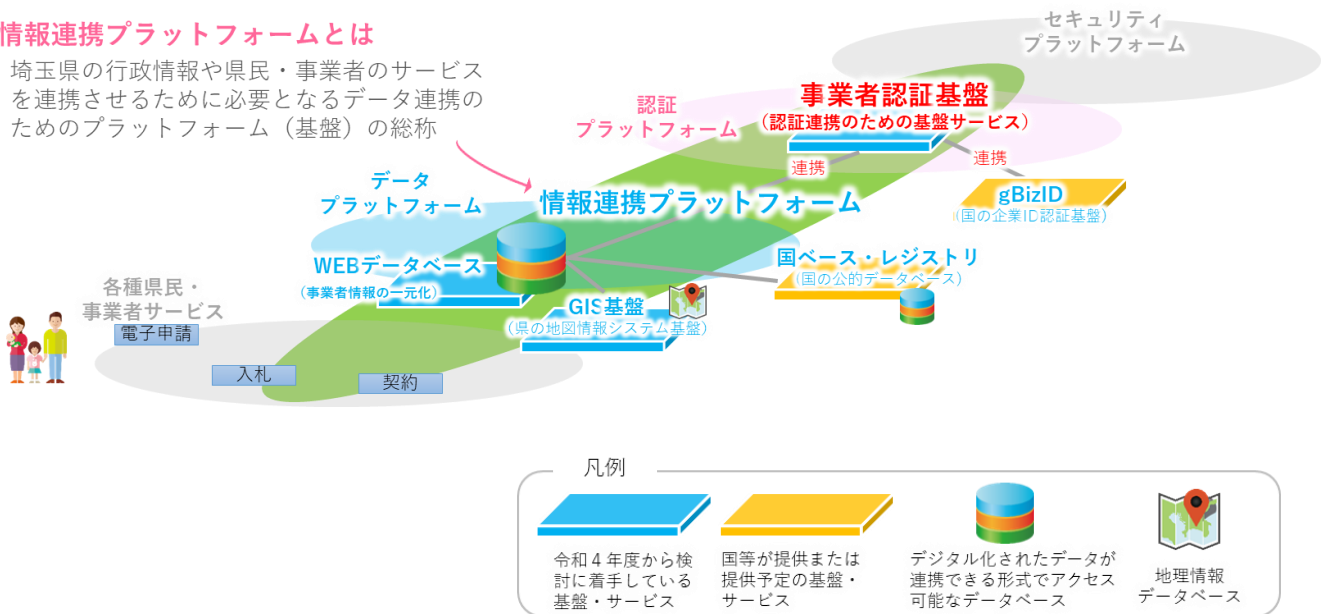 情報連携プラットフォームとは
埼玉県の行政情報や県民・事業者のサービス
を連携させるために必要となるデータ連携の
ためのプラットフォーム（基盤）の総称
セキュリティ
プラットフォーム
認証
プラットフォーム
事業者認証基盤
（認証連携のための基盤サービス）
連携
連携
gBizID
（国の企業ID認証基盤）
データ
プラットフォーム
情報連携プラットフォーム
WEBデータベース
（事業者情報の一元化）
国ベース・レジストリ
（国の公的データベース）
GIS基盤
（県の地図情報システム基盤）
各種県民・
事業者サービス
電子申請
入札
契約
凡例
令和４年度から検
討に着手している
基盤・サービス
国等が提供または
提供予定の基盤・
サービス
デジタル化されたデータが
連携できる形式でアクセス
可能なデータベース
地理情報
データベース